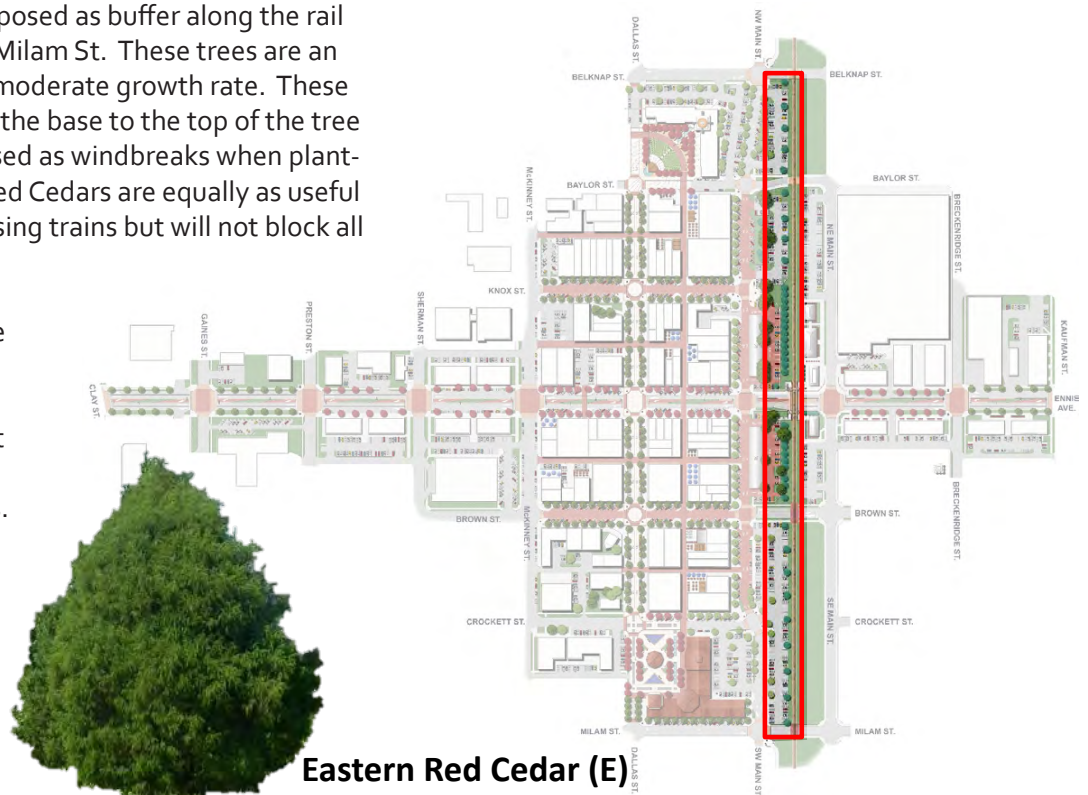 posed as buffer along the rail
Milam St. These trees are an
moderate growth rate. These
the base to the top of the tree
sed as windbreaks when plant-
ed Cedars are equally as useful
sing trains but will not block all
e
t
.
DALLAS ST.
NW MAIN ST.
BELKNAP ST.
BELKNAP ST.
McKINNEY ST.
BAYLOR ST.
BAYLOR ST.
NE MAIN ST.
BRECKENRIDGE ST.
KNOX ST.
GAINES ST.
PRESTON ST.
SHERMAN ST.
KAUFMAN ST.
CLAY ST.
ENNIS
AVE.
BROWN ST.
McKINNEY ST.
BROWN ST.
BRECKENRIDGE ST.
CROCKETT ST.
SE MAIN ST.
CROCKETT ST.
MILAM ST.
MILAM ST.
DALLAS ST.
SW MAIN ST.
Eastern Red Cedar (E)